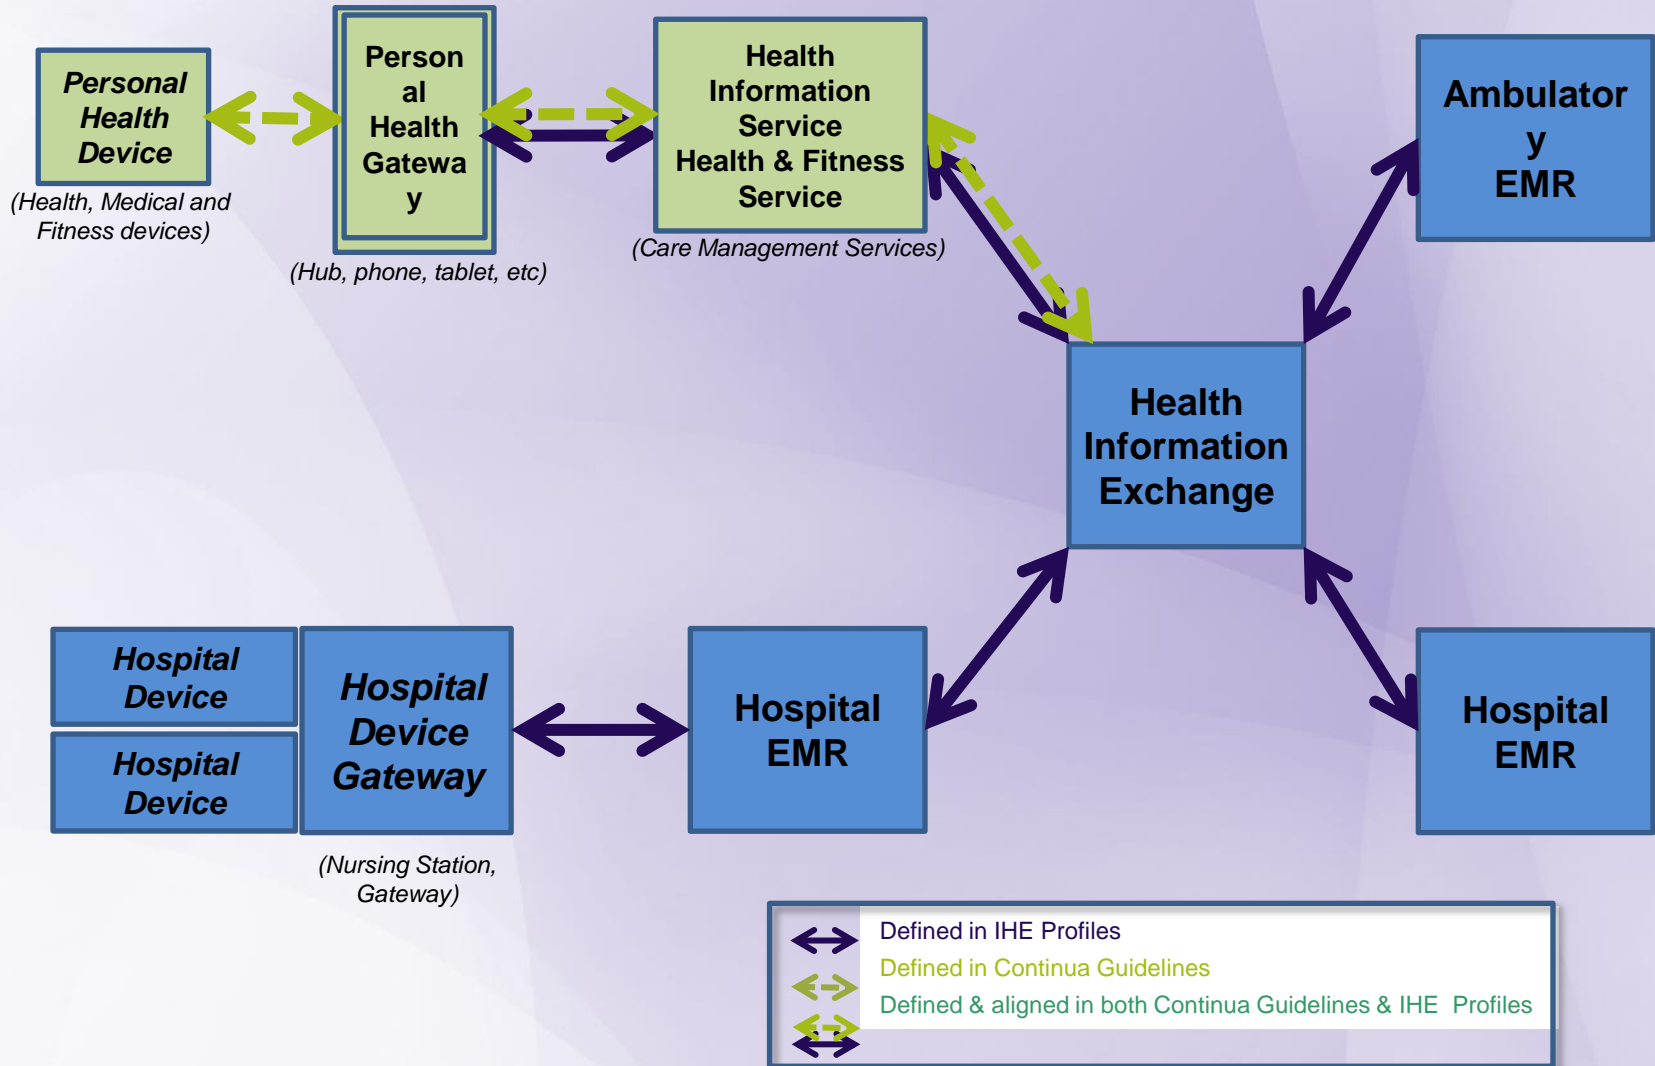 Personal
Health
Device
(Health, Medical and
Fitness devices)
Person
al
Health
Gatewa
y
(Hub, phone, tablet, etc)
Health
Information
Service
Health & Fitness
Service
(Care Management Services)
Ambulator
y
EMR
Health
Information
Exchange
Hospital
Device
Hospital
Device
Hospital
Device
Gateway
(Nursing Station,
Gateway)
Hospital
EMR
Hospital
EMR
Defined in IHE Profiles
Defined in Continua Guidelines
Defined & aligned in both Continua Guidelines & IHE Profiles